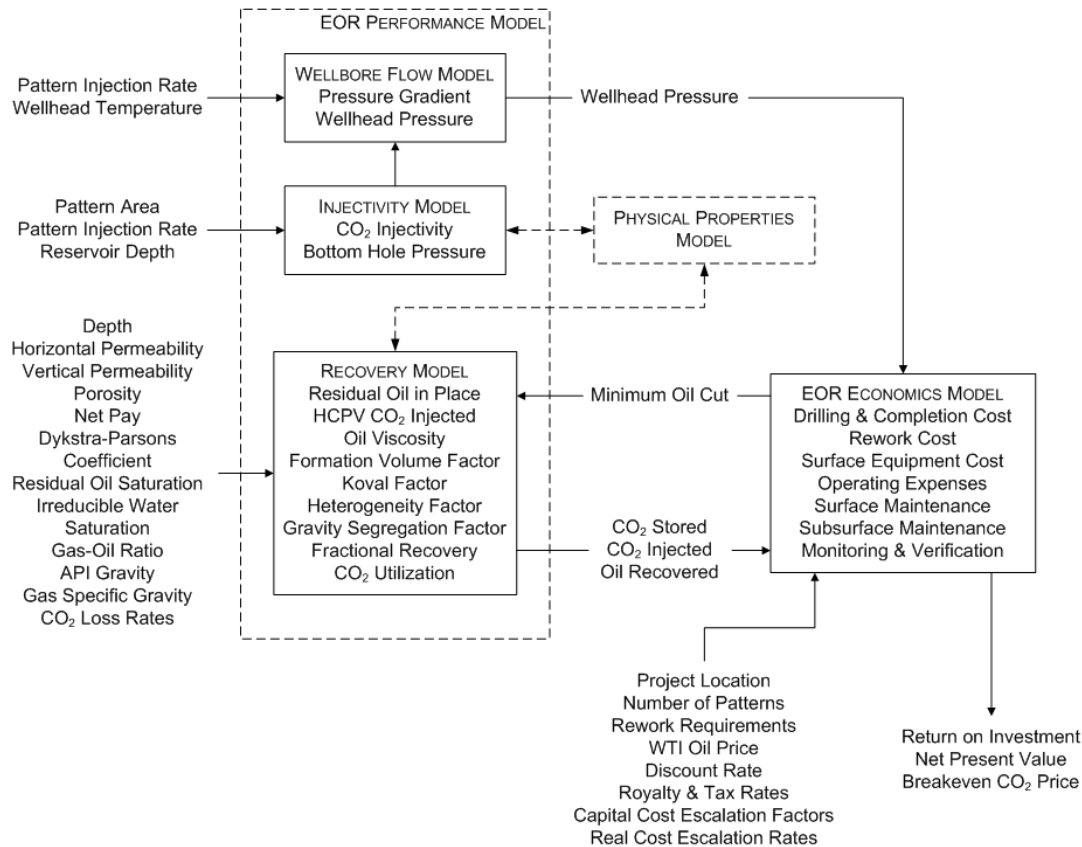 EOR PERFORMANCE MODEL
Pattern Injection Rate
Wellhead Temperature
WELLBORE FLOW MODEL
Pressure Gradient
Wellhead Pressure
Wellhead Pressure
Pattern Area
Pattern Injection Rate
Reservoir Depth
INJECTIVITY MODEL
CO₂ Injectivity
Bottom Hole Pressure
PHYSICAL PROPERTIES
MODEL
Depth
Horizontal Permeability
Vertical Permeability
Porosity
Net Pay
Dykstra-Parsons
Coefficient
Residual Oil Saturation
Irreducible Water
Saturation
Gas-Oil Ratio
API Gravity
Gas Specific Gravity
CO₂ Loss Rates
RECOVERY MODEL
Residual Oil in Place
HCPV CO₂ Injected
Oil Viscosity
Formation Volume Factor
Koval Factor
Heterogeneity Factor
Gravity Segregation Factor
Fractional Recovery
CO₂ Utilization
Minimum Oil Cut
CO₂ Stored
CO₂ Injected
Oil Recovered
EOR ECONOMICS MODEL
Drilling & Completion Cost
Rework Cost
Surface Equipment Cost
Operating Expenses
Surface Maintenance
Subsurface Maintenance
Monitoring & Verification
Project Location
Number of Patterns
Rework Requirements
WTI Oil Price
Discount Rate
Royalty & Tax Rates
Capital Cost Escalation Factors
Real Cost Escalation Rates
Return on Investment
Net Present Value
Breakeven CO₂ Price